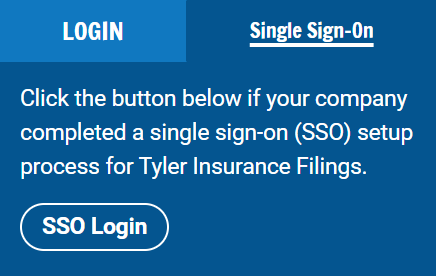 LOGIN
Single Sign-On
Click the button below if your company
completed a single sign-on (SSO) setup
process for Tyler Insurance Filings.
SSO Login